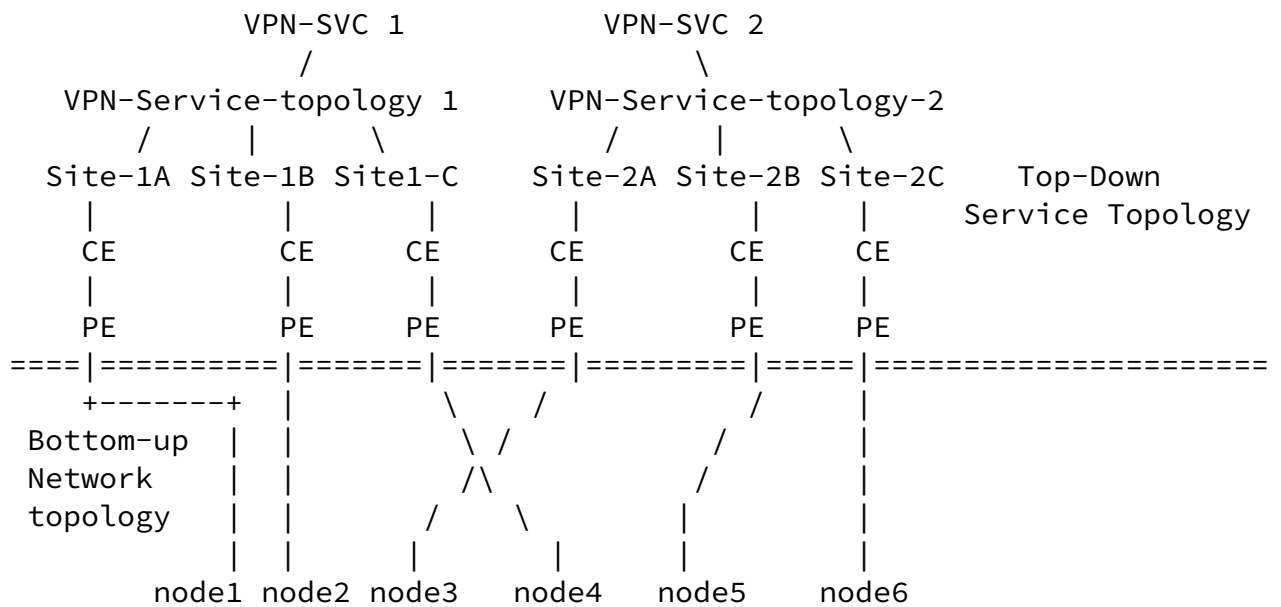 VPN-SVC 1 VPN-SVC 2
VPN-Service-topology 1 VPN-Service-topology-2
Site-1A Site-1B Site1-C Site-2A Site-2B Site-2C Top-Down
Service Topology
CE CE CE CE CE CE
PE PE PE PE PE PE
Bottom-up
Network
topology
node1 node2 node3 node4 node5 node6